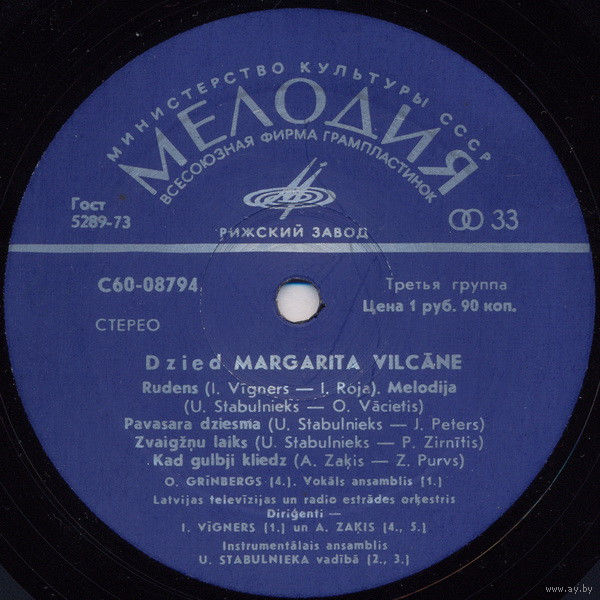 МИНИСТЕРСТВО КУЛЬТУРЫ СССР
МЕЛОДИЯ
ВСЕСОЮЗНАЯ ФИРМА ГРАМПЛАСТИНОК
Гост
5289-73
33
РИЖСКИЙ ЗАВОД
С60-08794
Третья группа
Цена 1 руб. 90 коп.
СТЕРЕО
Dzied MARGARITA VILCĀNE
Rudens (I. Vīgners — I. Roja). Melodija
(U. Stabulnieks — O. Vācietis)
Pavasara dziesma (U. Stabulnieks — J. Peters)
Zvaigžņu laiks (U. Stabulnieks — P. Zirnītis)
Kad gulbji kliedz (A. Zaķis — Z. Purvs)
O. GRĪNBERGS (4.). Vokāls ansamblis (1.)
Latvijas televīzijas un radio estrādes orķestris
Diriģenti —
I. VĪGNERS (1.) un A. ZAĶIS (4., 5.)
Instrumentālais ansamblis
U. STABULNIEKA vadībā (2., 3.)
www.ay.by